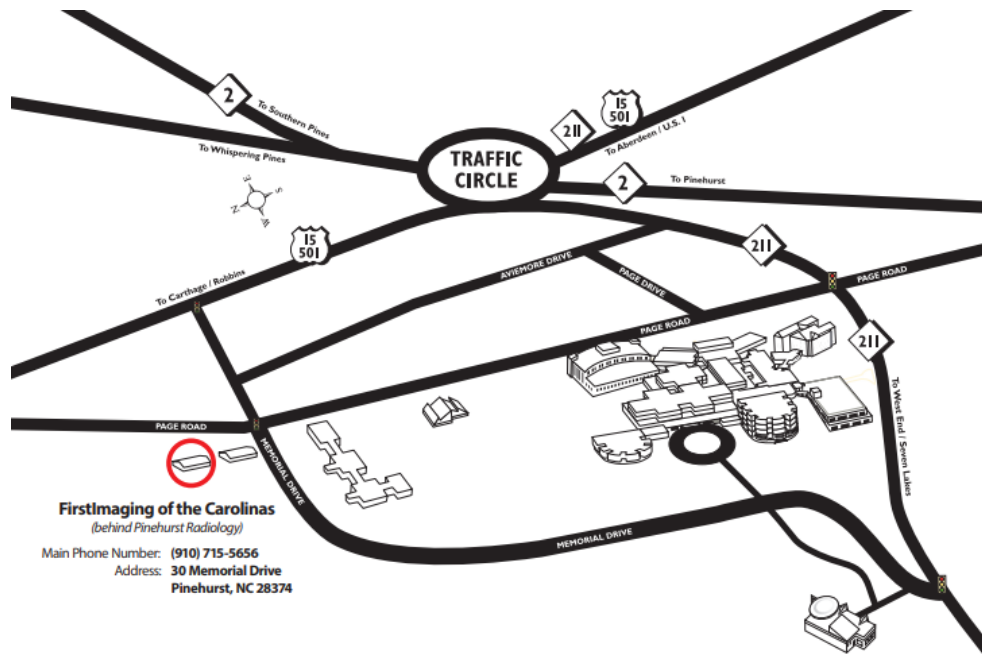 2
To Southern Pines
To Whispering Pines
E
S
N
W
TRAFFIC
CIRCLE
211
15
501
To Aberdeen / U.S. 1
2
To Pinehurst
15
501
To Carthage / Robbins
211
AVIEMORE DRIVE
PAGE DRIVE
PAGE ROAD
PAGE ROAD
211
To West End / Seven Lakes
PAGE ROAD
MEMORIAL DRIVE
MEMORIAL DRIVE
FirstImaging of the Carolinas
(behind Pinehurst Radiology)
Main Phone Number: (910) 715-5656
Address: 30 Memorial Drive
Pinehurst, NC 28374